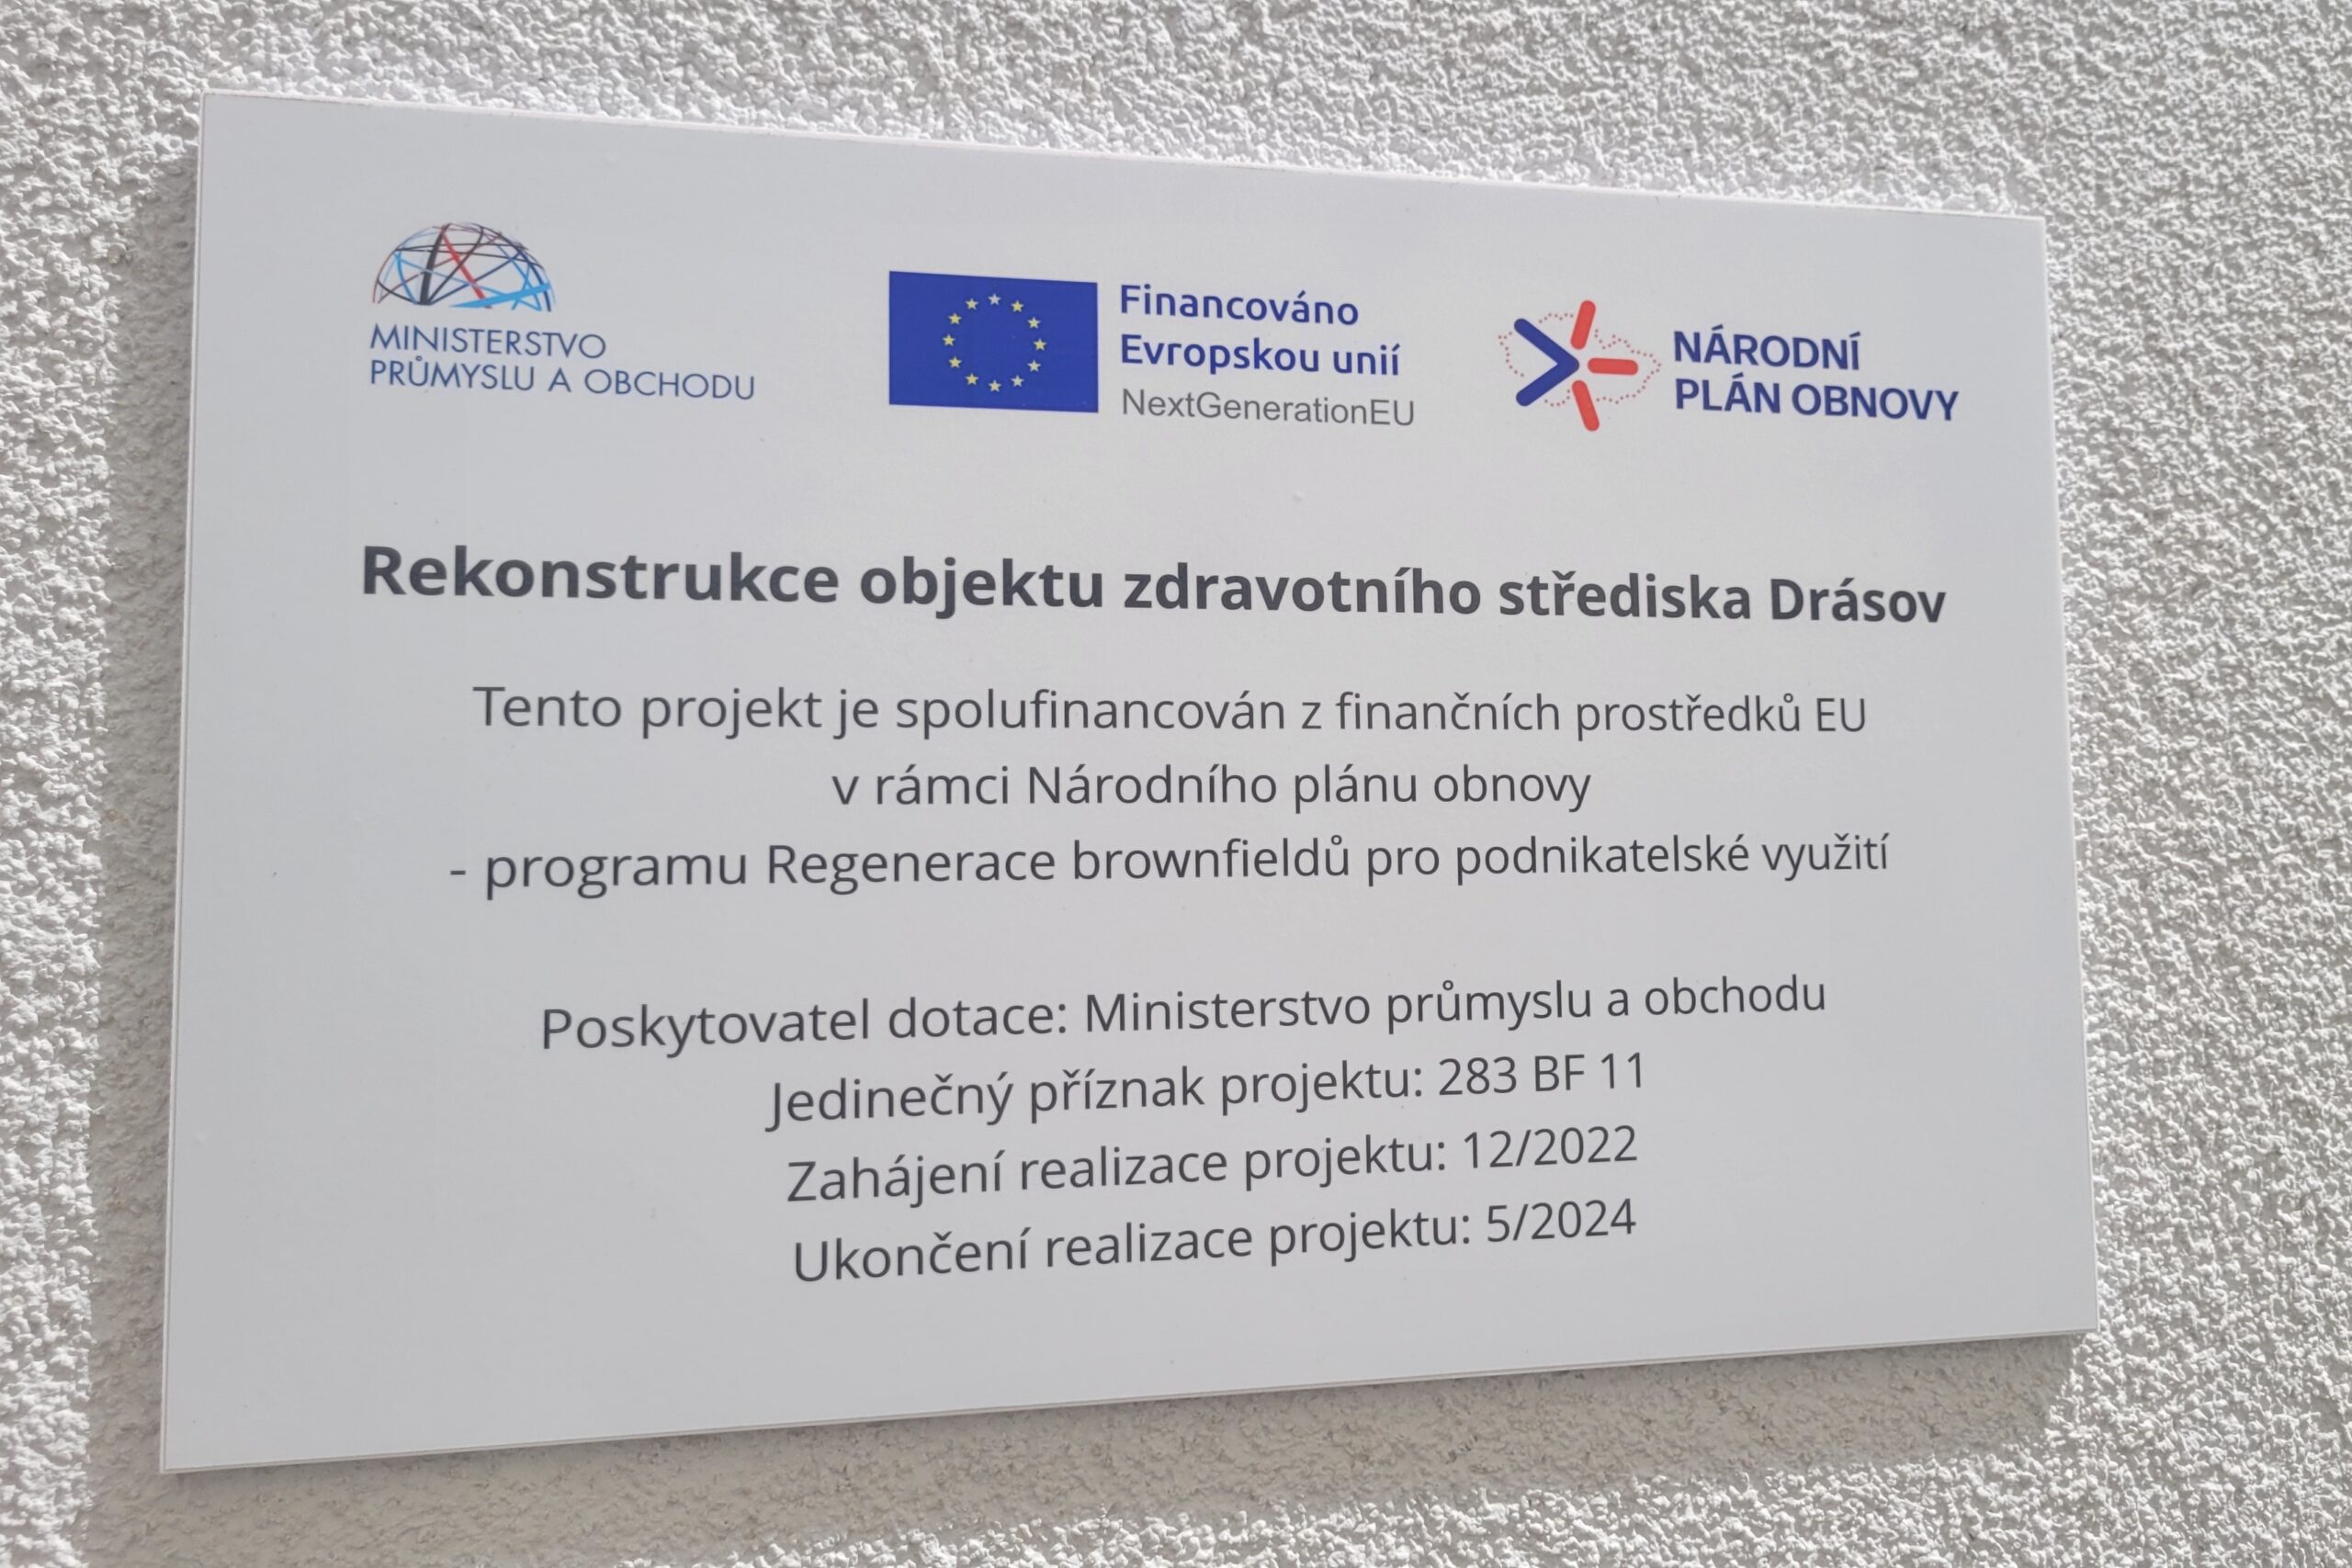 MINISTERSTVO
PRŮMYSLU A OBCHODU
Financováno
Evropskou unií
NextGenerationEU
NÁRODNÍ
PLÁN OBNOVY
Rekonstrukce objektu zdravotního střediska Drásov
Tento projekt je spolufinancován z finančních prostředků EU
v rámci Národního plánu obnovy
- programu Regenerace brownfieldů pro podnikatelské využití
Poskytovatel dotace: Ministerstvo průmyslu a obchodu
Jedinečný příznak projektu: 283 BF 11
Zahájení realizace projektu: 12/2022
Ukončení realizace projektu: 5/2024